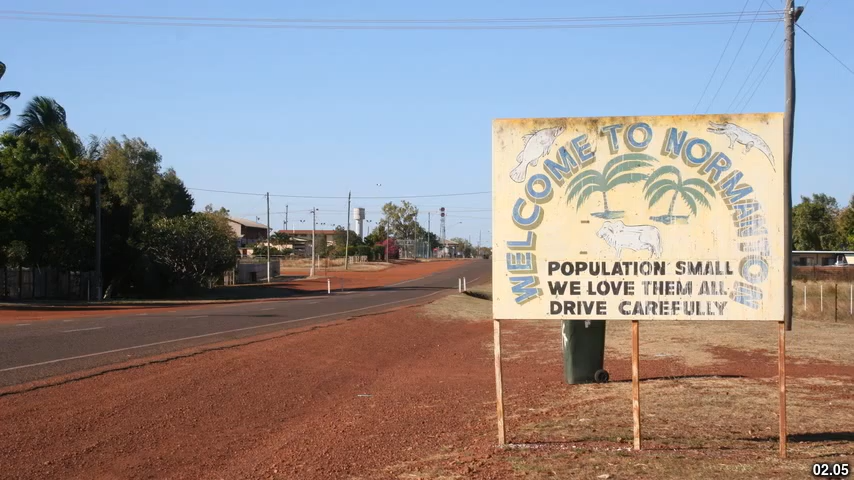 WELCOME TO NORMANTON
POPULATION SMALL
WE LOVE THEM ALL
DRIVE CAREFULLY
02.05